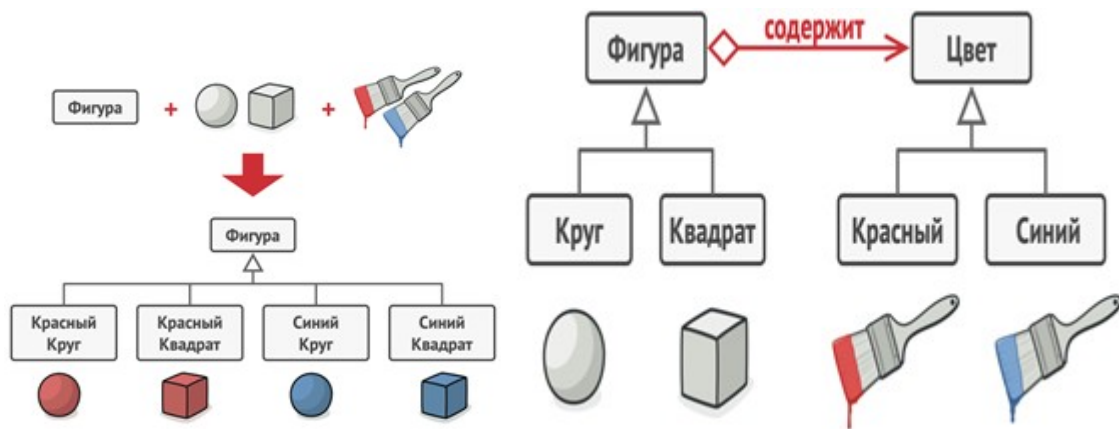 Фигура + +
Фигура
Красный
Круг
Красный
Квадрат
Синий
Круг
Синий
Квадрат
Фигура
содержит
Цвет
Круг
Квадрат
Красный
Синий